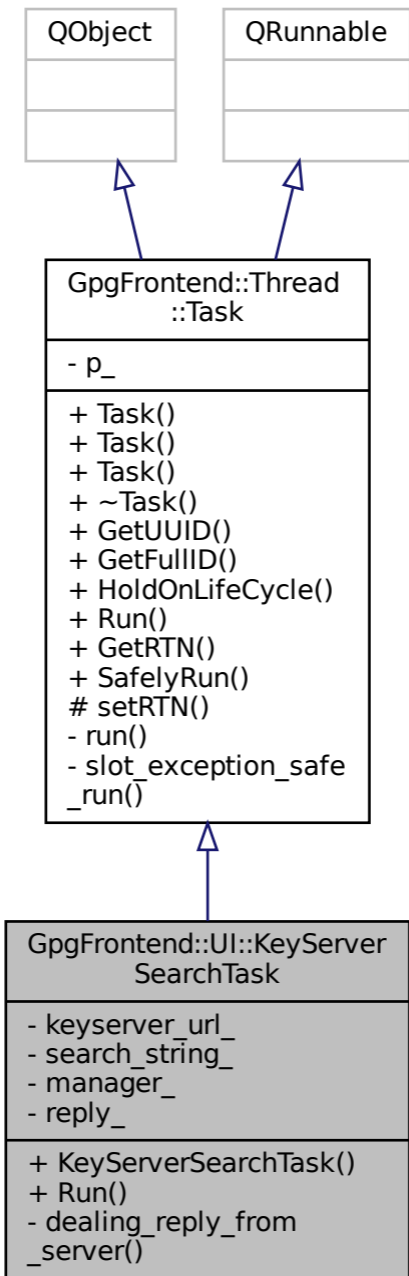 QObject
QRunnable
GpgFrontend::Thread
::Task
- p_
+ Task()
+ Task()
+ Task()
+ ~Task()
+ GetUUID()
+ GetFullID()
+ HoldOnLifeCycle()
+ Run()
+ GetRTN()
+ SafelyRun()
# setRTN()
- run()
- slot_exception_safe
_run()
GpgFrontend::UI::KeyServer
SearchTask
- keyserver_url_
- search_string_
- manager_
- reply_
+ KeyServerSearchTask()
+ Run()
- dealing_reply_from
_server()